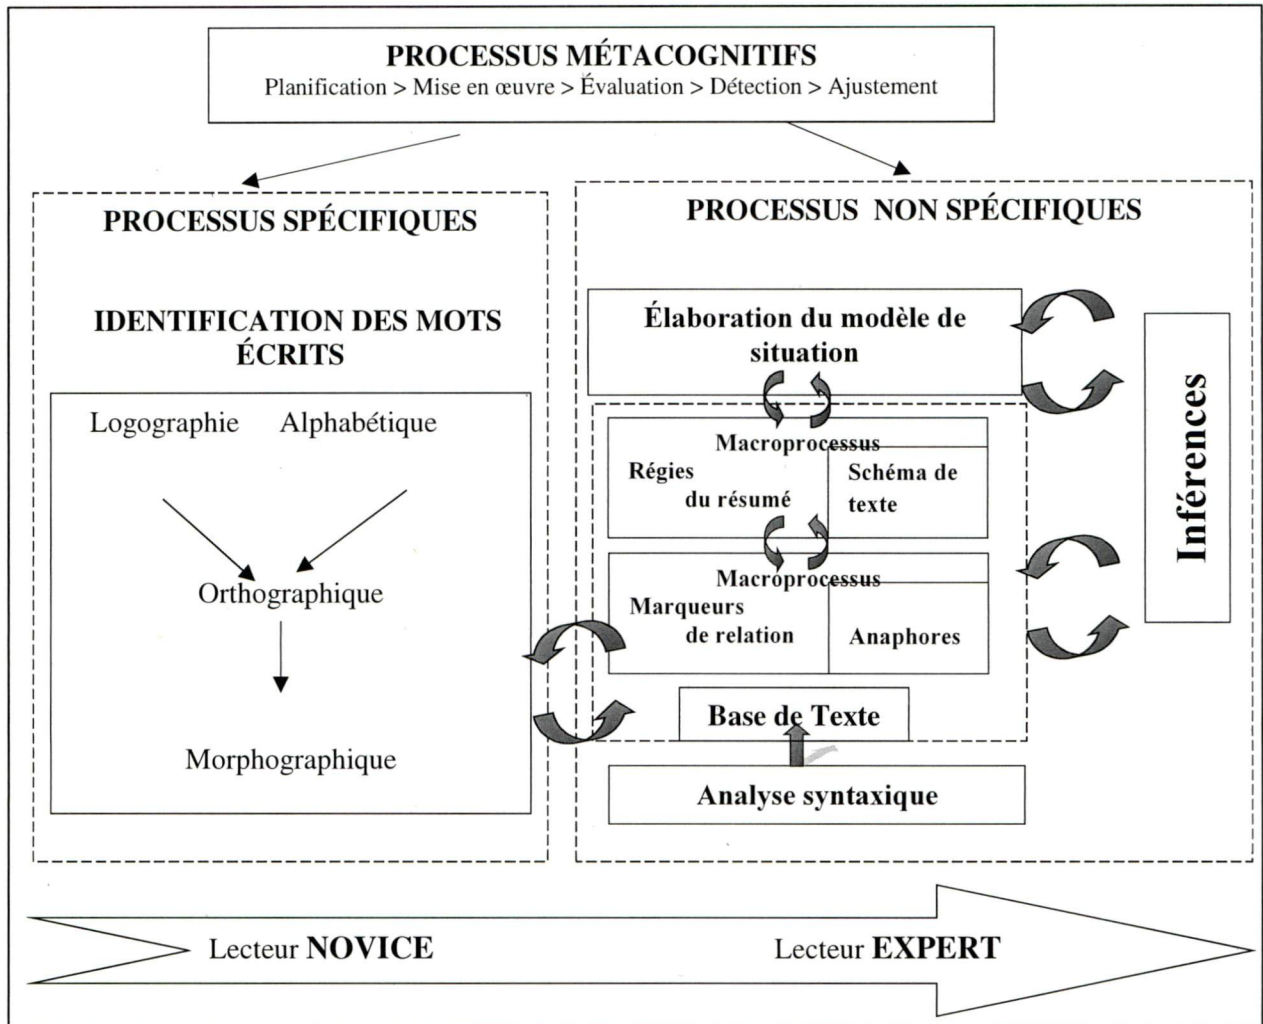 PROCESSUS MÉTACOGNITIFS
Planification > Mise en œuvre > Évaluation > Détection > Ajustement
PROCESSUS SPÉCIFIQUES
IDENTIFICATION DES MOTS
ÉCRITS
Logographie Alphabétique
Orthographique
Morphographique
PROCESSUS NON SPÉCIFIQUES
Élaboration du modèle de
situation
Macroprocessus
Régies
du résumé
Schéma de
texte
Macroprocessus
Marqueurs
de relation
Anaphores
Base de Texte
Analyse syntaxique
Inférences
Lecteur NOVICE
Lecteur EXPERT